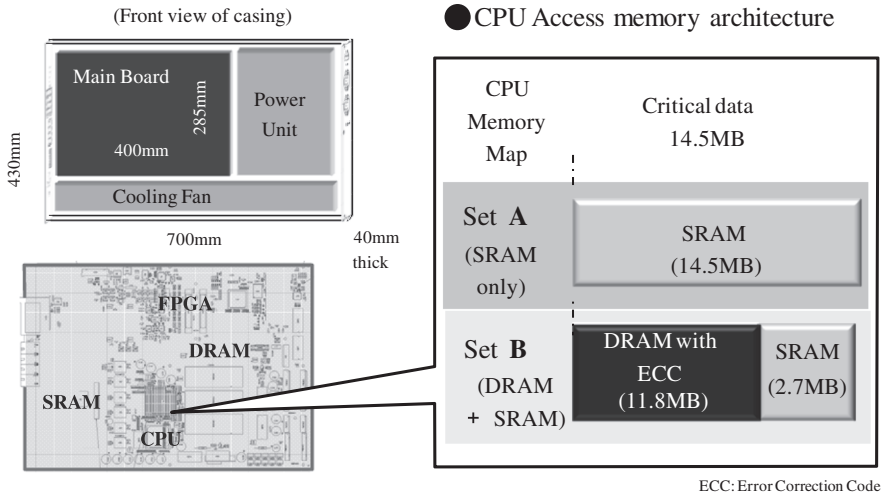 (Front view of casing)
Main Board
285mm
400mm
Power
Unit
Cooling Fan
430mm
700mm
40mm
thick
FPGA
DRAM
SRAM
CPU
●CPU Access memory architecture
CPU
Memory
Map
Critical data
14.5MB
Set A
(SRAM
only)
SRAM
(14.5MB)
Set B
(DRAM
+ SRAM)
DRAM with
ECC
(11.8MB)
SRAM
(2.7MB)
ECC: Error Correction Code